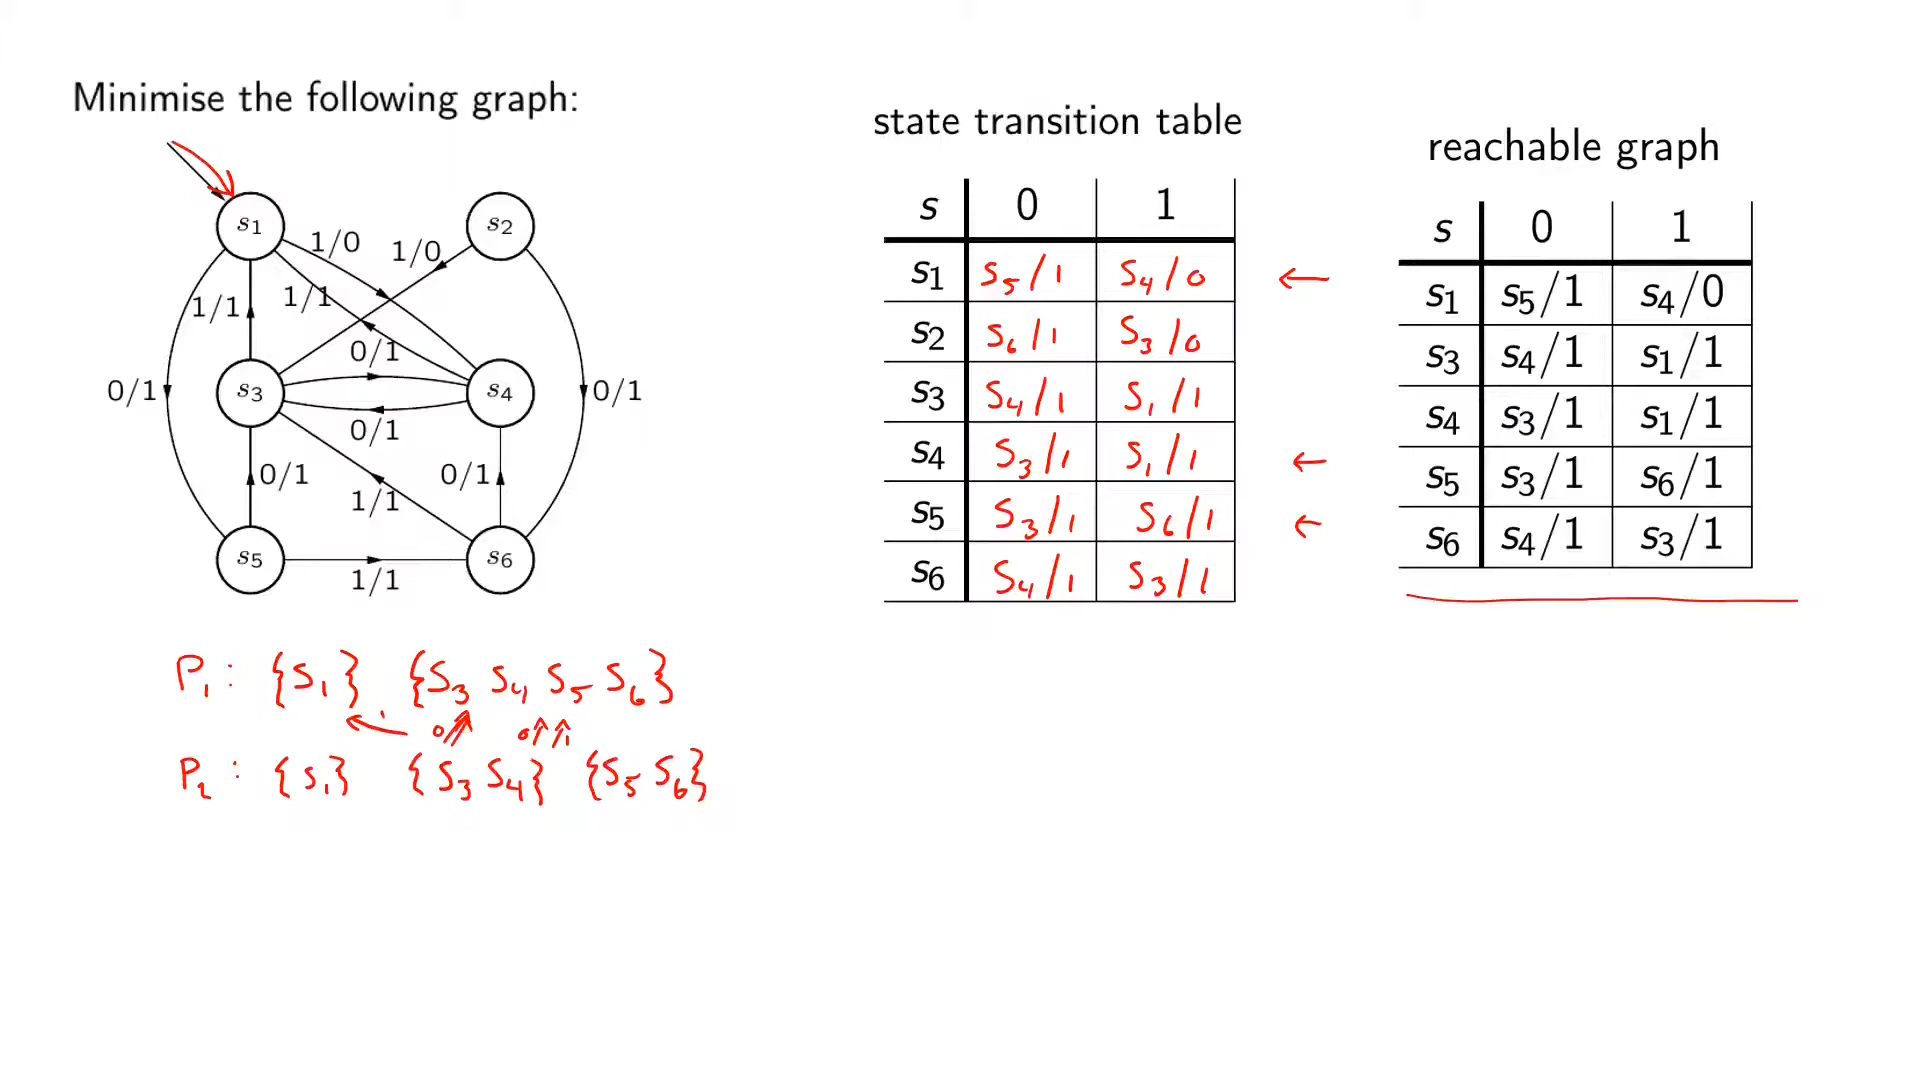 Minimise the following graph:
s1
s2
1/0
1/0
1/1
1/1
0/1
0/1
s3
s4
0/1
0/1
0/1
0/1
1/1
s5
s6
1/1
P1 : {S1} {S3 S4 S5 S6}
0 0 1
P2 : {S1} {S3 S4} {S5 S6}
state transition table
s 0 1
s1 S5/1 S4/0
s2 S6/1 S3/0
s3 S4/1 S1/1
s4 S3/1 S1/1
s5 S3/1 S6/1
s6 S4/1 S3/1
reachable graph
s 0 1
s1 s5/1 s4/0
s3 s4/1 s1/1
s4 s3/1 s1/1
s5 s3/1 s6/1
s6 s4/1 s3/1